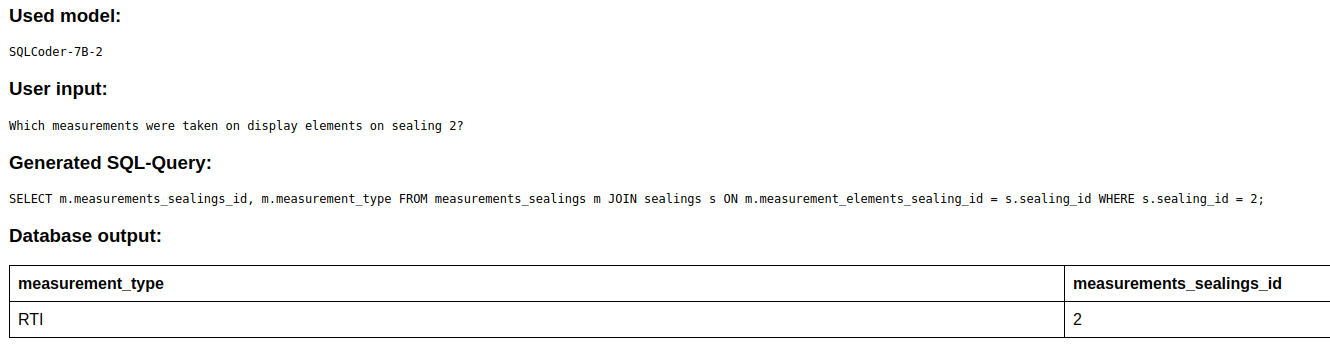 Used model:
SQLCoder-7B-2
User input:
Which measurements were taken on display elements on sealing 2?
Generated SQL-Query:
SELECT m.measurements_sealings_id, m.measurement_type FROM measurements_sealings m JOIN sealings s ON m.measurement_elements_sealing_id = s.sealing_id WHERE s.sealing_id = 2;
Database output:
measurement_type measurements_sealings_id
RTI 2